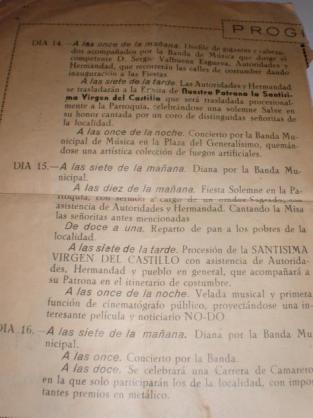 PROG
DIA 14.—A las once de la mañana. Desfile de gigantes y cabezudos
dos acompañados por la Banda de Música que dirige el
competente D. Sergio Valbuena Esgueva, Autoridades y
Hermandad, que recorrerán las calles de costumbre dando
inauguración a las Fiestas
A las siete de la tarde. Las Autoridades y Hermandad
se trasladarán a la Ermita de Nuestra Patrona la Santísi-
ma Virgen del Castillo que será trasladada procesional-
mente a la Parroquia, celebrándose una solemne Salve en
su honor cantada por un coro de distinguidas señoritas de
la localidad.
A las once de la noche. Concierto por la Banda Mu-
nicipal de Música en la Plaza del Generalísimo, quemán-
dose una artística colección de fuegos artificiales.
DIA 15.—A las siete de la mañana. Diana por la Banda Mu-
nicipal.
A las diez de la mañana. Fiesta Solemne en la Pa-
rroquia, con sermón a cargo de un orador Sagrado, con
asistencia de Autoridades y Hermandad. Cantando la Misa
las señoritas antes mencionadas
De doce a una. Reparto de pan a los pobres de la
localidad.
A las siete de la tarde. Procesión de la SANTISIMA
VIRGEN DEL CASTILLO con asistencia de Autorida-
des, Hermandad y pueblo en general, que acompañará a
su Patrona en el itinerario de costumbre.
A las once de la noche. Velada musical y primera
función de cinematógrafo público, proyectándose una in-
teresante película y noticiario NO-DO
DIA 16.—A las siete de la mañana. Diana por la Banda Mu-
nicipal.
A las once. Concierto por la Banda.
A las doce. Se celebrará una Carrera de Camarero
en la que solo participarán los de la localidad, con impor
tantes premios en metálico.